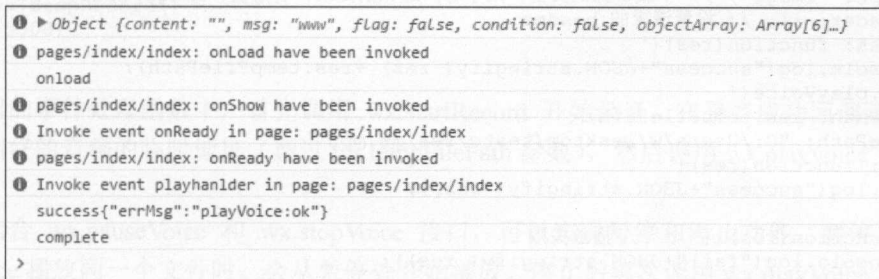 Object {content: "", msg: "www", flag: false, condition: false, objectArray: Array[6]…}
pages/index/index: onLoad have been invoked
onload
pages/index/index: onShow have been invoked
Invoke event onReady in page: pages/index/index
pages/index/index: onReady have been invoked
Invoke event playhanlder in page: pages/index/index
success{"errMsg":"playVoice:ok"}
complete
>